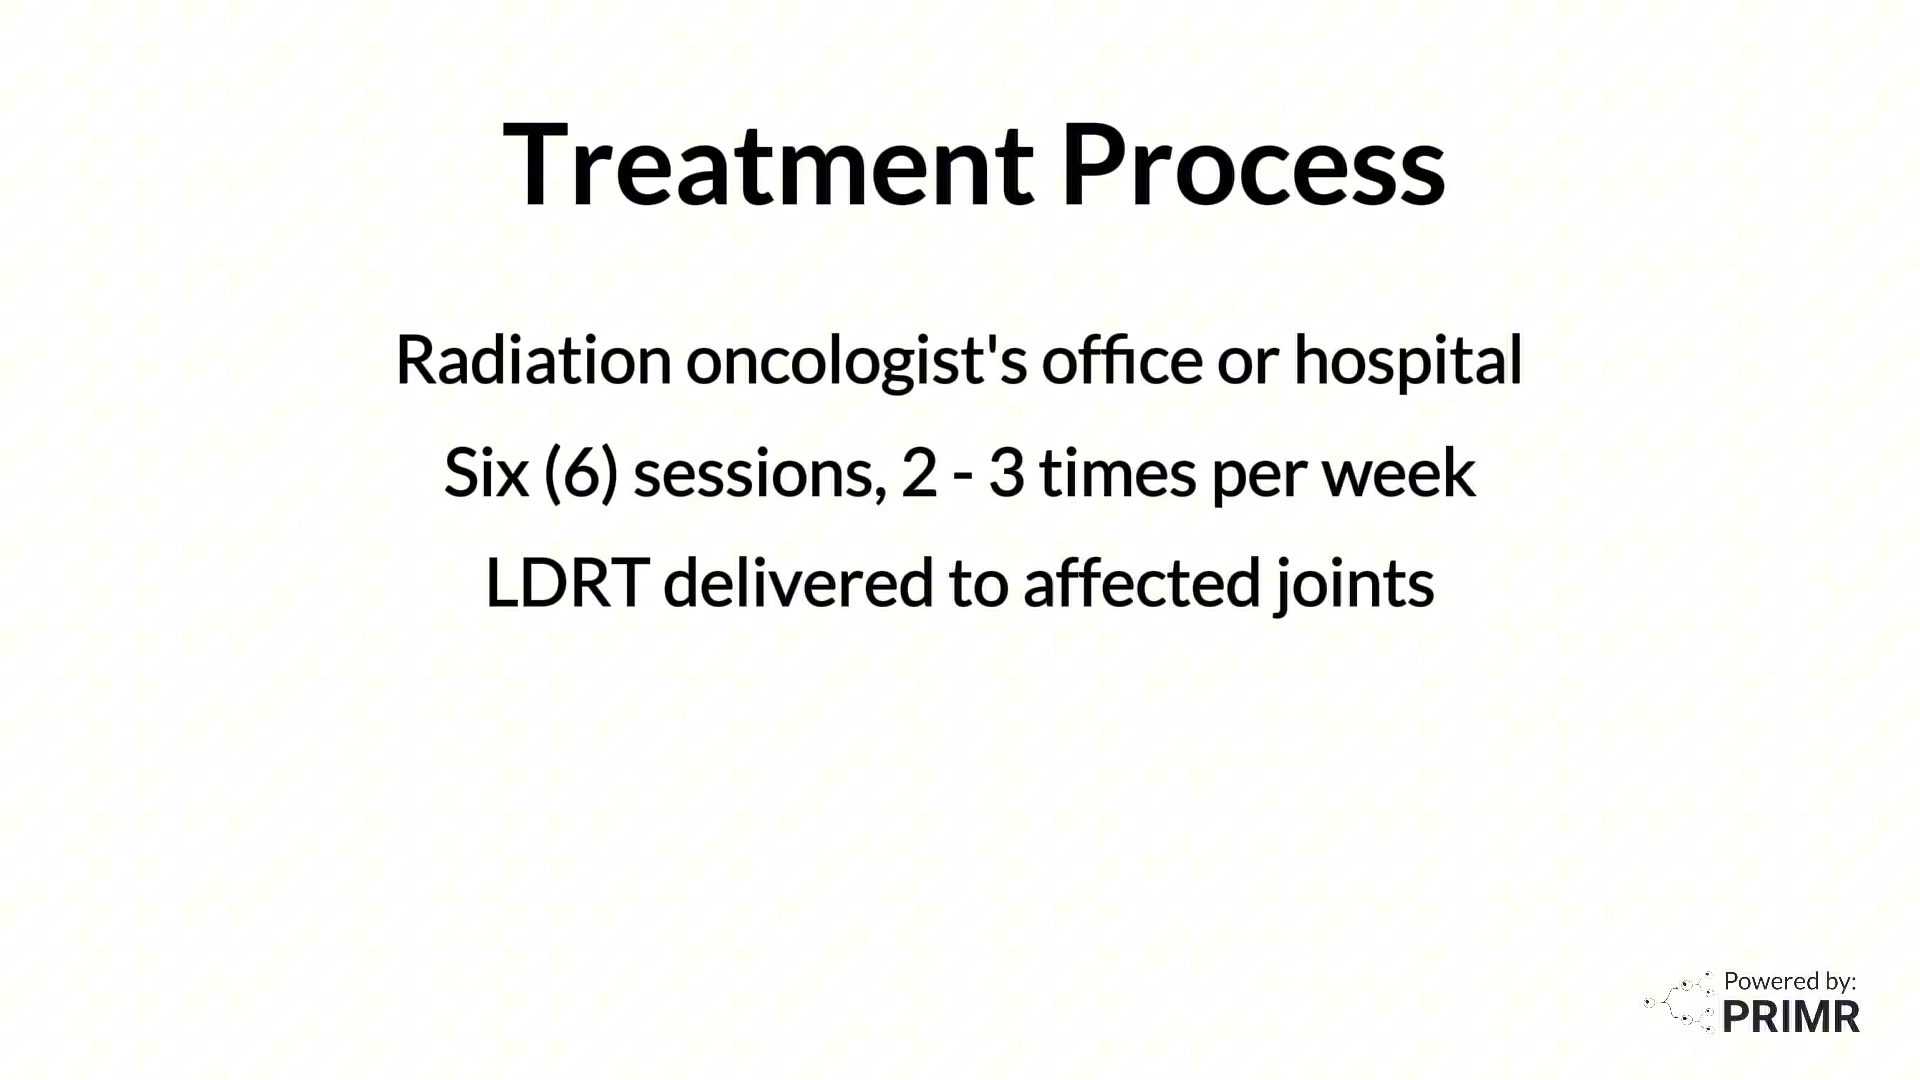 Treatment Process
Radiation oncologist's office or hospital
Six (6) sessions, 2 - 3 times per week
LDRT delivered to affected joints
Powered by:
PRIMR